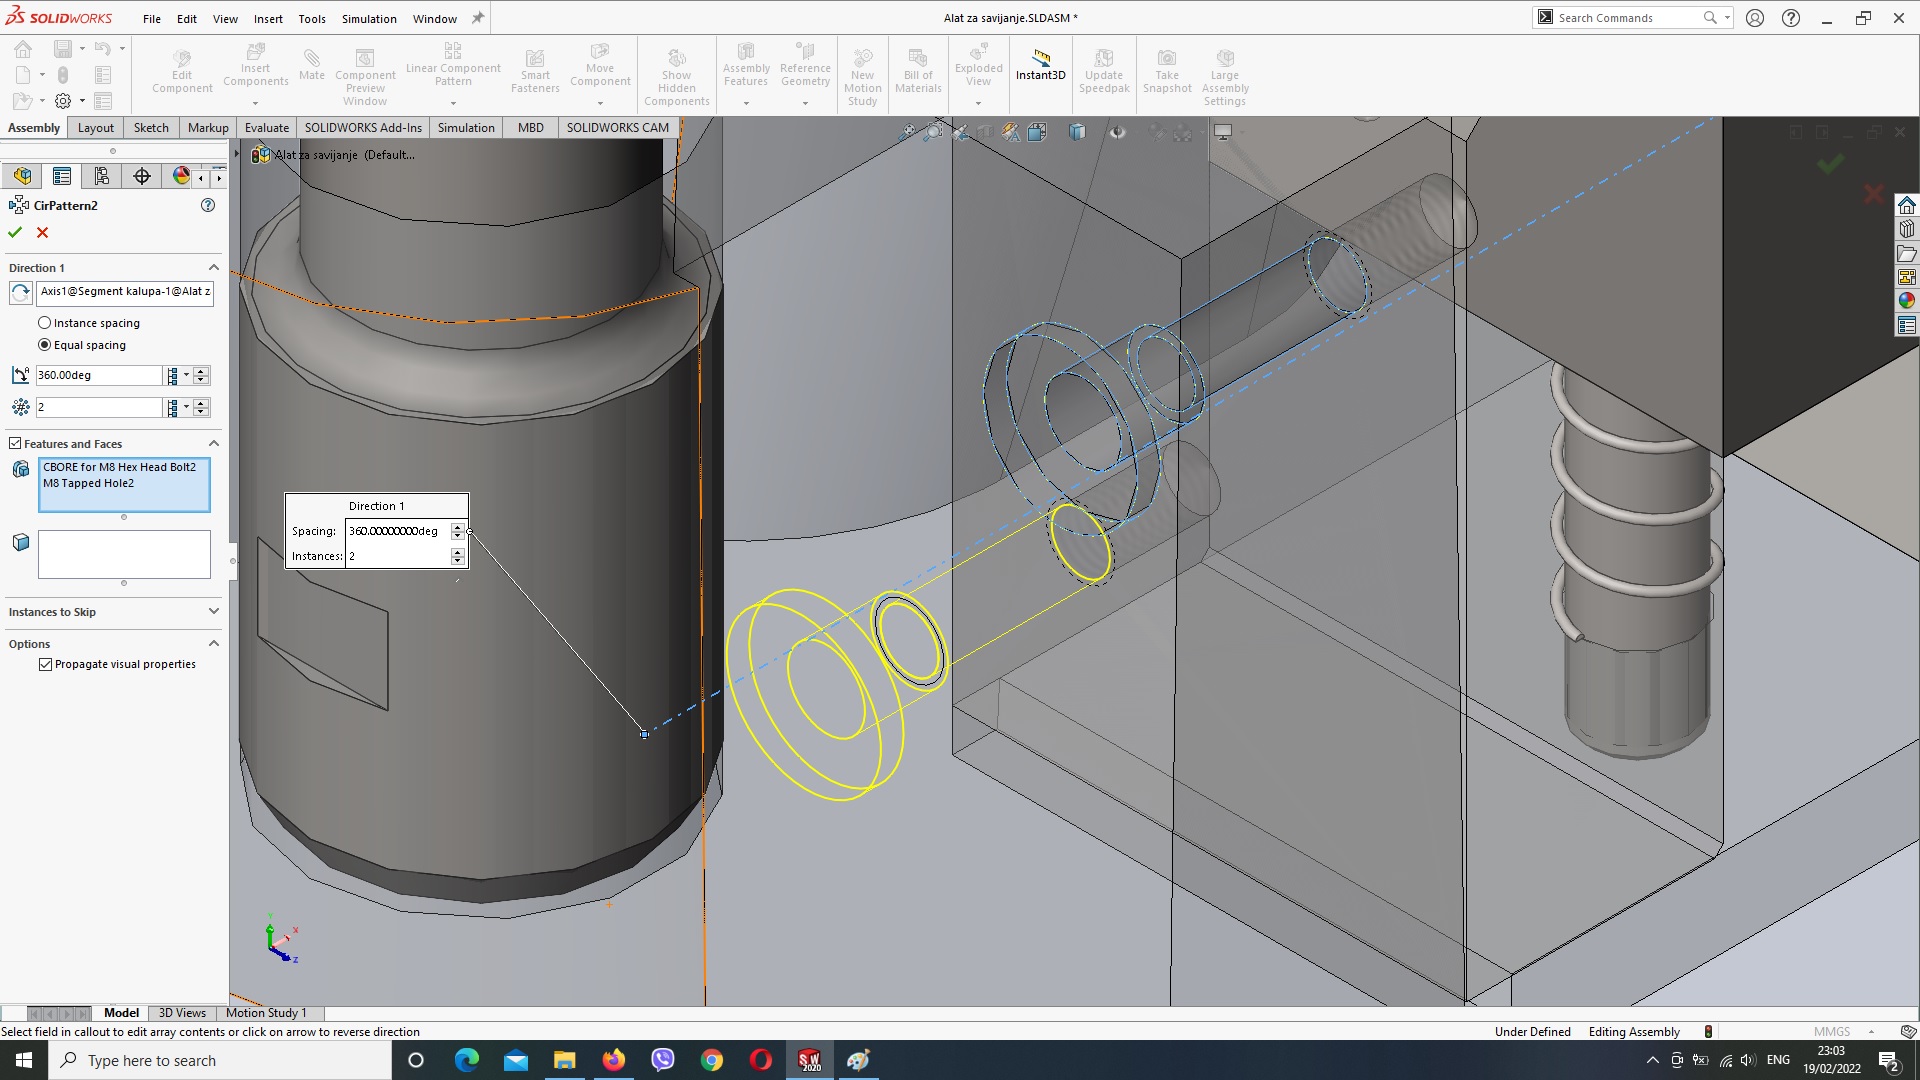 SOLIDWORKS
File Edit View Insert Tools Simulation Window
Alat za savijanje.SLDASM *
Search Commands
Edit Component
Insert Components
Mate
Component Preview Window
Linear Component Pattern
Smart Fasteners
Move Component
Show Hidden Components
Assembly Features
Reference Geometry
New Motion Study
Bill of Materials
Exploded View
Instant3D
Update Speedpak
Take Snapshot
Large Assembly Settings
Assembly Layout Sketch Markup Evaluate SOLIDWORKS Add-Ins Simulation MBD SOLIDWORKS CAM
Alat za savijanje (Default...
CirPattern2
Direction 1
Axis1@Segment kalupa-1@Alat z
Instance spacing
Equal spacing
360.00deg
2
Features and Faces
CBORE for M8 Hex Head Bolt2
M8 Tapped Hole2
Instances to Skip
Options
Propagate visual properties
Direction 1
Spacing: 360.00000000deg
Instances: 2
Y
X
Z
Model 3D Views Motion Study 1
Select field in callout to edit array contents or click on arrow to reverse direction
Under Defined Editing Assembly MMGS
Type here to search
SW 2020
ENG
23:03
19/02/2022
2